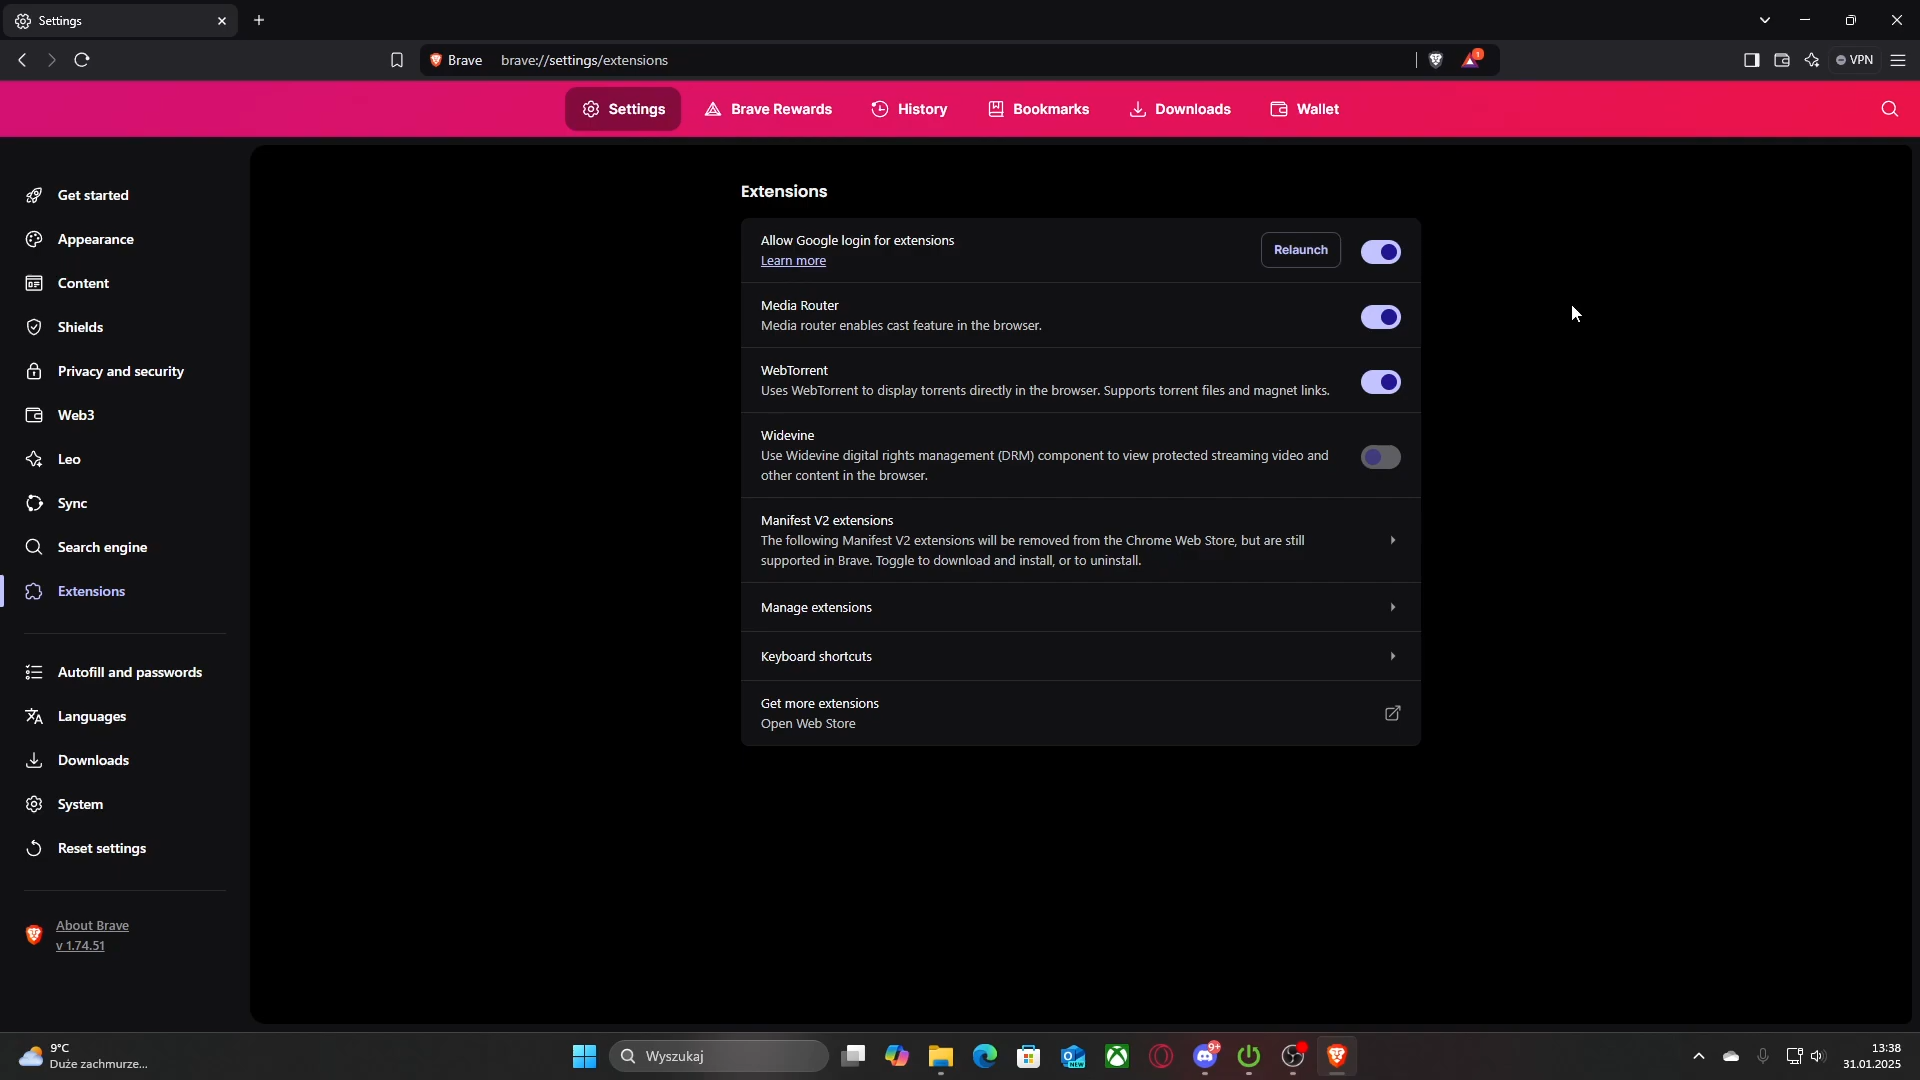 Settings
Brave brave://settings/extensions
1
VPN
Settings
Brave Rewards
History
Bookmarks
Downloads
Wallet
Get started
Appearance
Content
Shields
Privacy and security
Web3
Leo
Sync
Search engine
Extensions
Autofill and passwords
Languages
Downloads
System
Reset settings
About Brave
v 1.74.51
Extensions
Allow Google login for extensions
Learn more
Relaunch
Media Router
Media router enables cast feature in the browser.
WebTorrent
Uses WebTorrent to display torrents directly in the browser. Supports torrent files and magnet links.
Widevine
Use Widevine digital rights management (DRM) component to view protected streaming video and
other content in the browser.
Manifest V2 extensions
The following Manifest V2 extensions will be removed from the Chrome Web Store, but are still
supported in Brave. Toggle to download and install, or to uninstall.
Manage extensions
Keyboard shortcuts
Get more extensions
Open Web Store
9°C
Duże zachmurze...
Wyszukaj
NEW
9+
13:38
31.01.2025